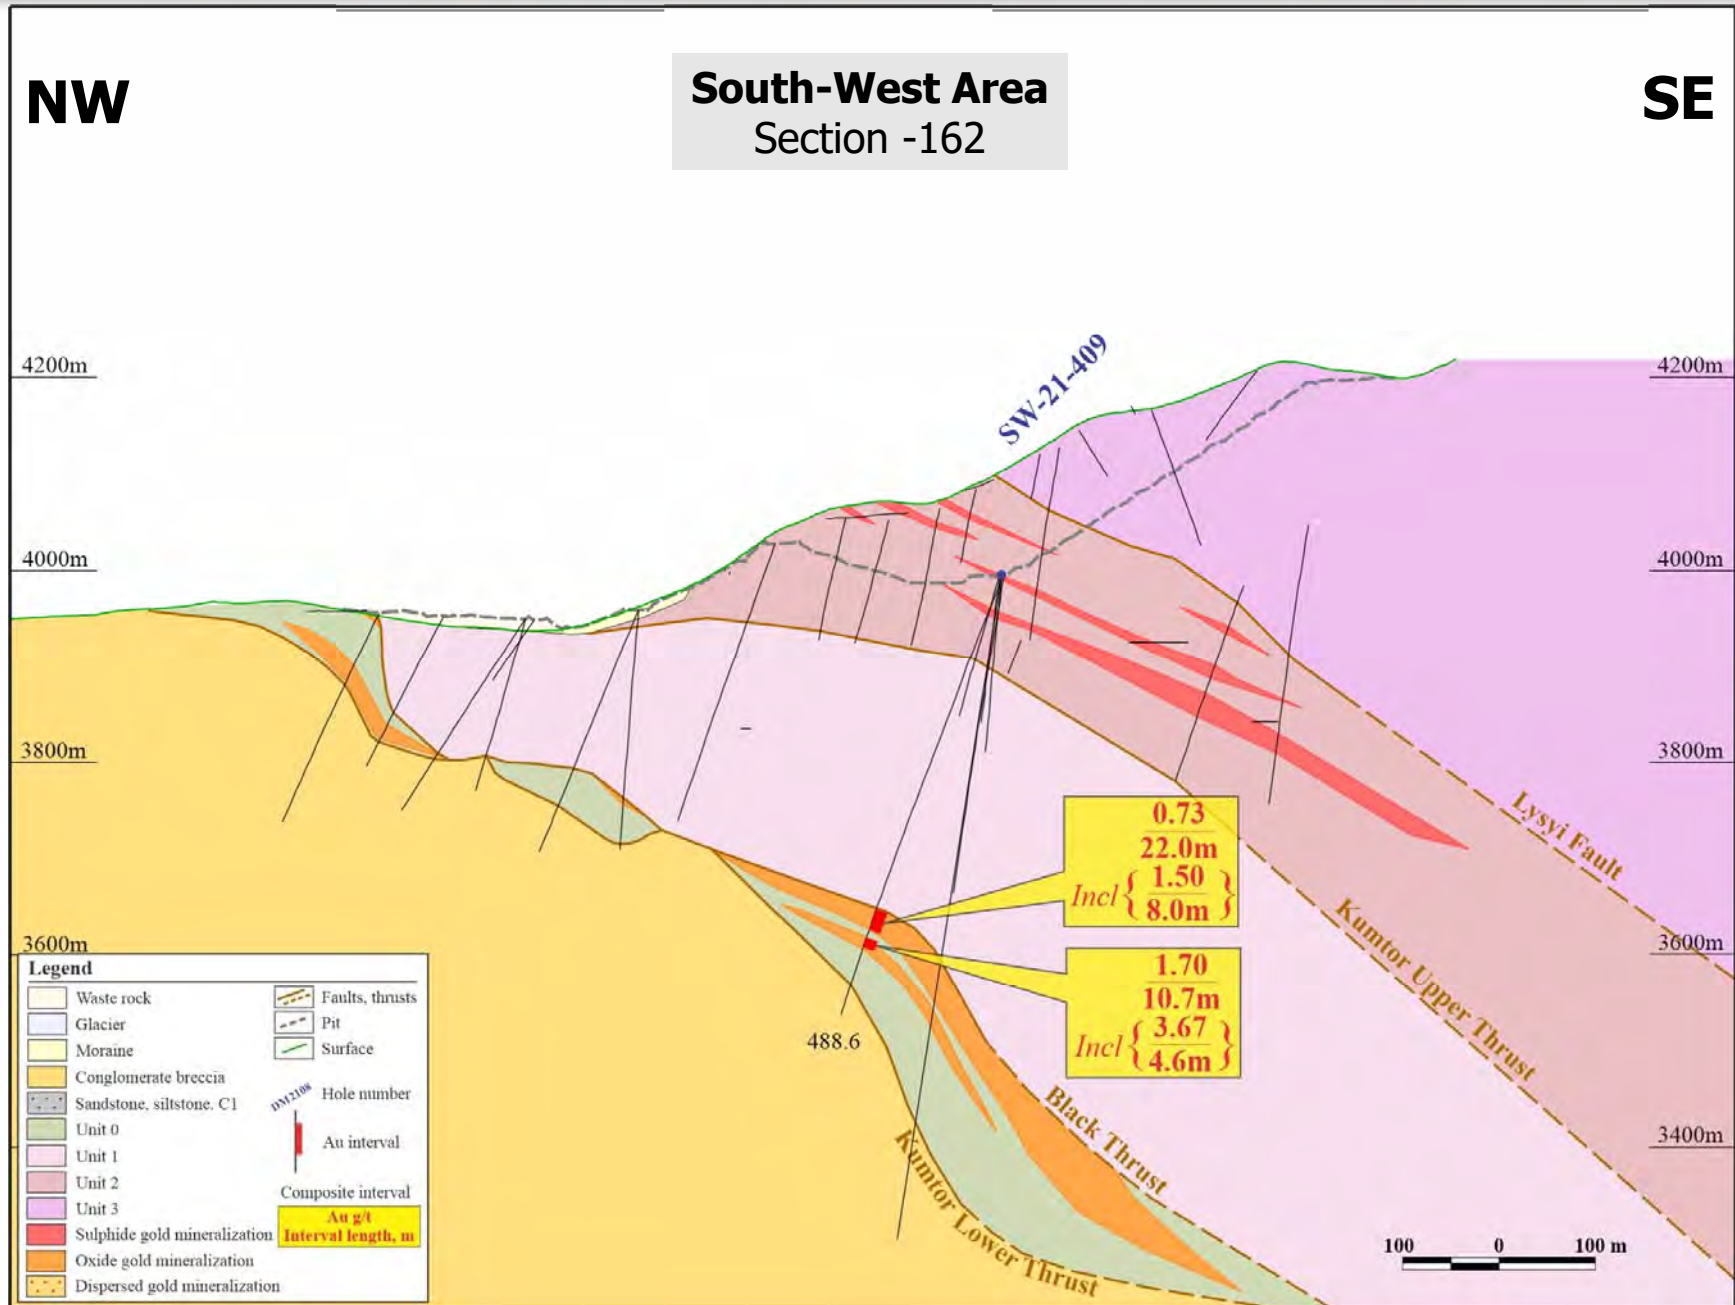 NW
South-West Area
Section -162
SE
SW-21-409
4200m
4200m
4000m
4000m
3800m
3800m
3600m
3600m
3400m
0.73
22.0m
Incl { 1.50
8.0m }
1.70
10.7m
Incl { 3.67
4.6m }
488.6
Lysyi Fault
Kumtor Upper Thrust
Black Thrust
Kumtor Lower Thrust
Legend
Waste rock
Glacier
Moraine
Conglomerate breccia
Sandstone, siltstone. C1
Unit 0
Unit 1
Unit 2
Unit 3
Sulphide gold mineralization
Oxide gold mineralization
Dispersed gold mineralization
Faults, thrusts
Pit
Surface
DM2108
Hole number
Au interval
Composite interval
Au g/t
Interval length, m
100 0 100 m